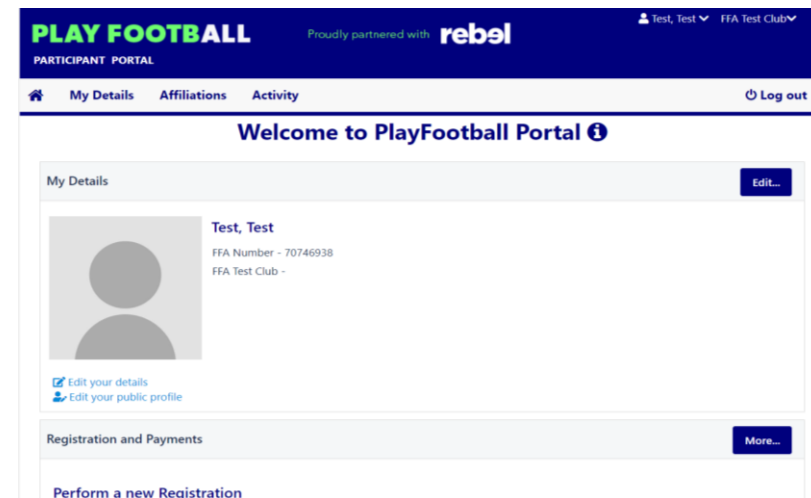 PLAY FOOTBALL
Proudly partnered with rebel
Test, Test FFA Test Club
PARTICIPANT PORTAL
My Details Affiliations Activity Log out
Welcome to PlayFootball Portal
My Details Edit...
Test, Test
FFA Number - 70746938
FFA Test Club -
Edit your details
Edit your public profile
Registration and Payments More...
Perform a new Registration